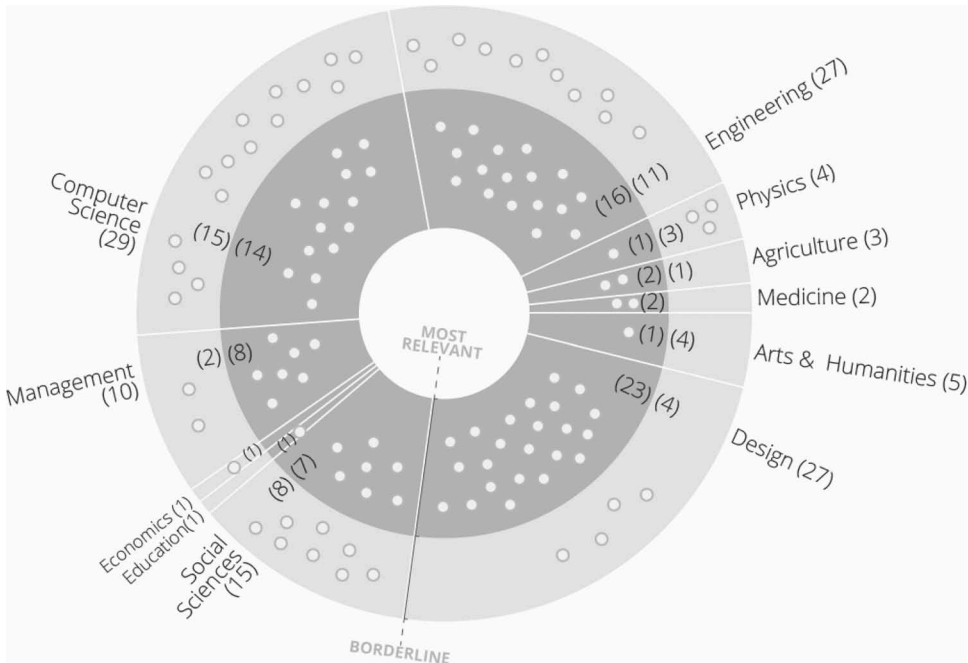 Engineering (27)
(16) (11)
Physics (4)
(1) (3)
Agriculture (3)
(2) (1)
Medicine (2)
(2)
Arts & Humanities (5)
(1) (4)
Design (27)
(23) (4)
MOST
RELEVANT
BORDERLINE
Social
Sciences
(15)
(8) (7)
Education(1)
(1)
Economics (1)
(1)
Management
(10)
(2) (8)
Computer
Science
(29)
(15) (14)